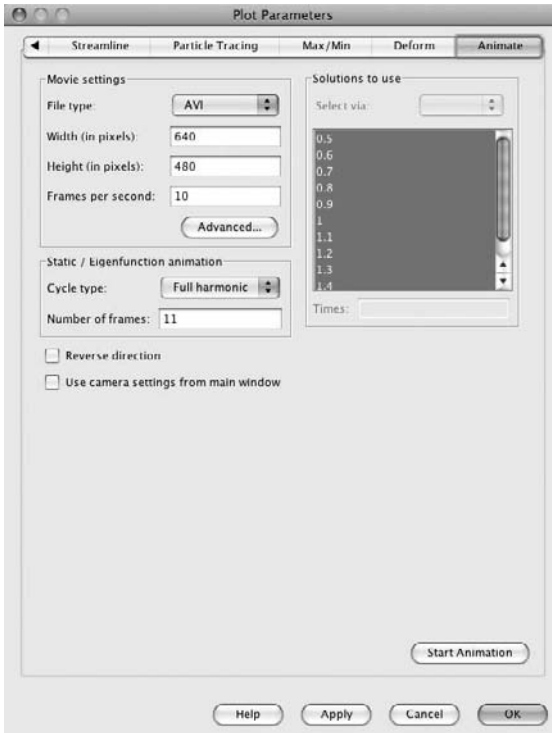 Plot Parameters
Streamline
Particle Tracing
Max/Min
Deform
Animate
Movie settings
File type:
AVI
Width (in pixels):
640
Height (in pixels):
480
Frames per second:
10
Advanced...
Static / Eigenfunction animation
Cycle type:
Full harmonic
Number of frames:
11
Reverse direction
Use camera settings from main window
Solutions to use
Select via:
0.5
0.6
0.7
0.8
0.9
1
1.1
1.2
1.3
1.4
Times:
Start Animation
Help
Apply
Cancel
OK